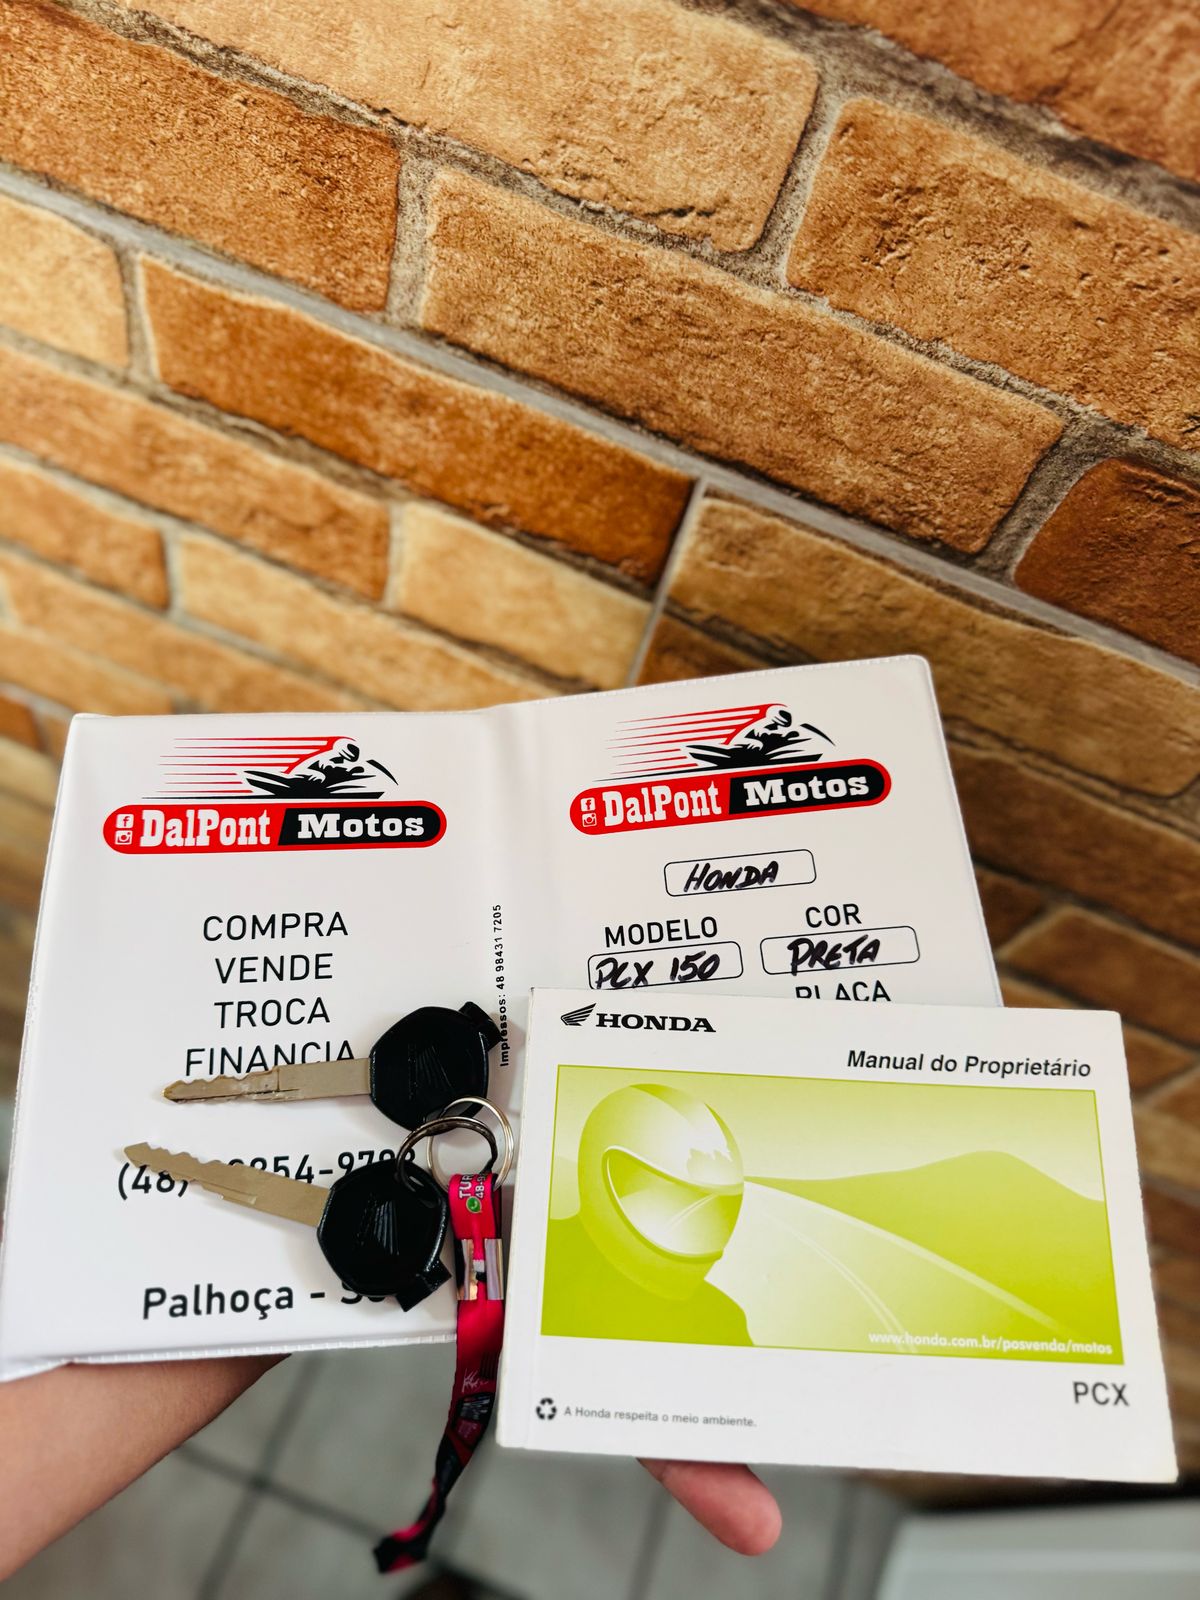 DalPont Motos
COMPRA
VENDE
TROCA
FINANCIA
Palhoça -
Impressos: 48 98431 7205
DalPont Motos
HONDA
MODELO
PCX 150
COR
PRETA
PLACA
HONDA
Manual do Proprietário
www.honda.com.br/posvenda/motos
PCX
A Honda respeita o meio ambiente.